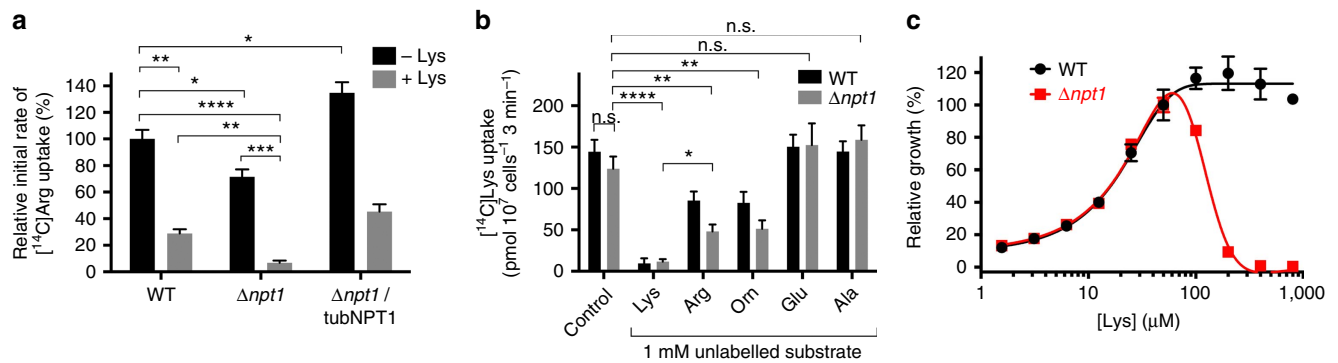 a
Relative initial rate of
[¹⁴C]Arg uptake (%)
140
120
100
80
60
40
20
0
*
**
*
****
**
***
– Lys
+ Lys
WT
Δnpt1
Δnpt1 /
tubNPT1
b
[¹⁴C]Lys uptake
(pmol 10⁷ cells⁻¹ 3 min⁻¹)
200
150
100
50
0
n.s.
n.s.
**
**
****
n.s.
*
WT
Δnpt1
Control
Lys
Arg
Orn
Glu
Ala
1 mM unlabelled substrate
c
Relative growth (%)
120
100
80
60
40
20
0
WT
Δnpt1
1
10
100
1,000
[Lys] (μM)